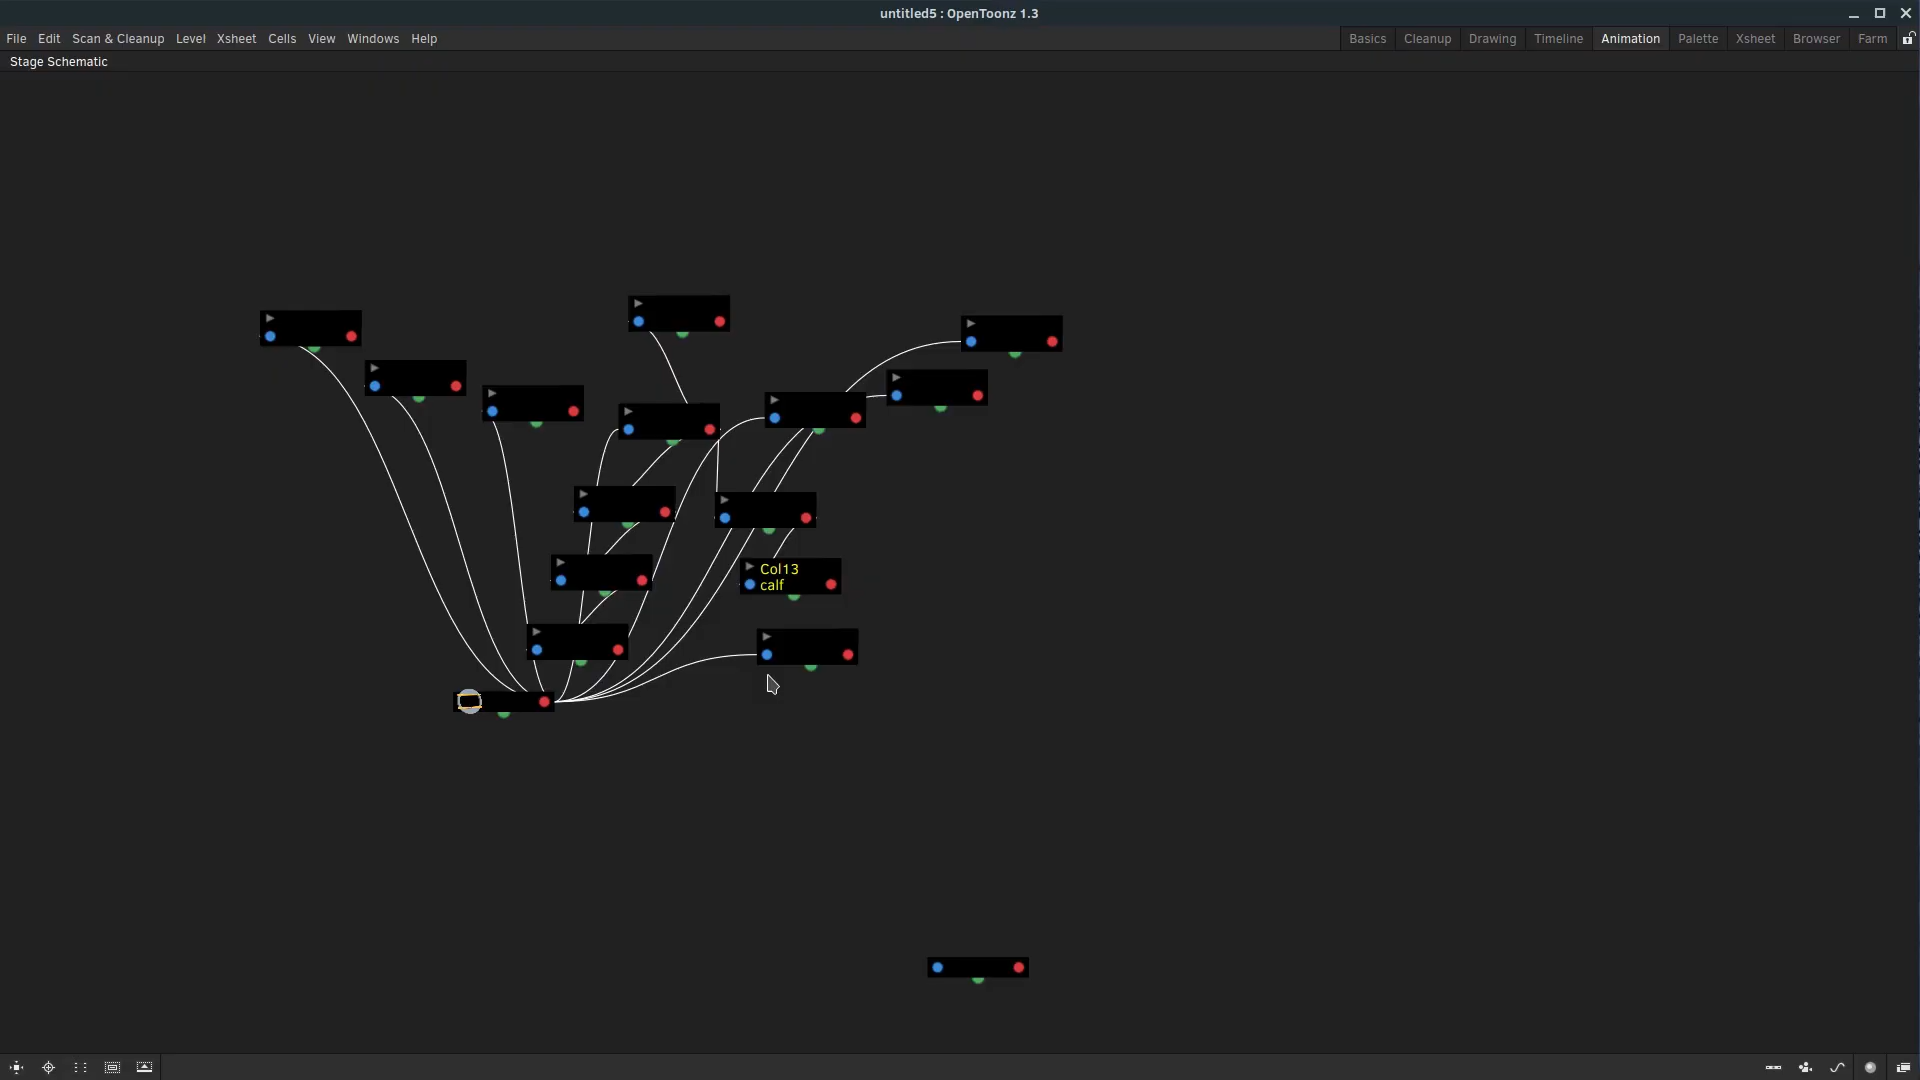 untitled5 : OpenToonz 1.3
File Edit Scan & Cleanup Level Xsheet Cells View Windows Help
Basics Cleanup Drawing Timeline Animation Palette Xsheet Browser Farm
Stage Schematic
Col13
calf